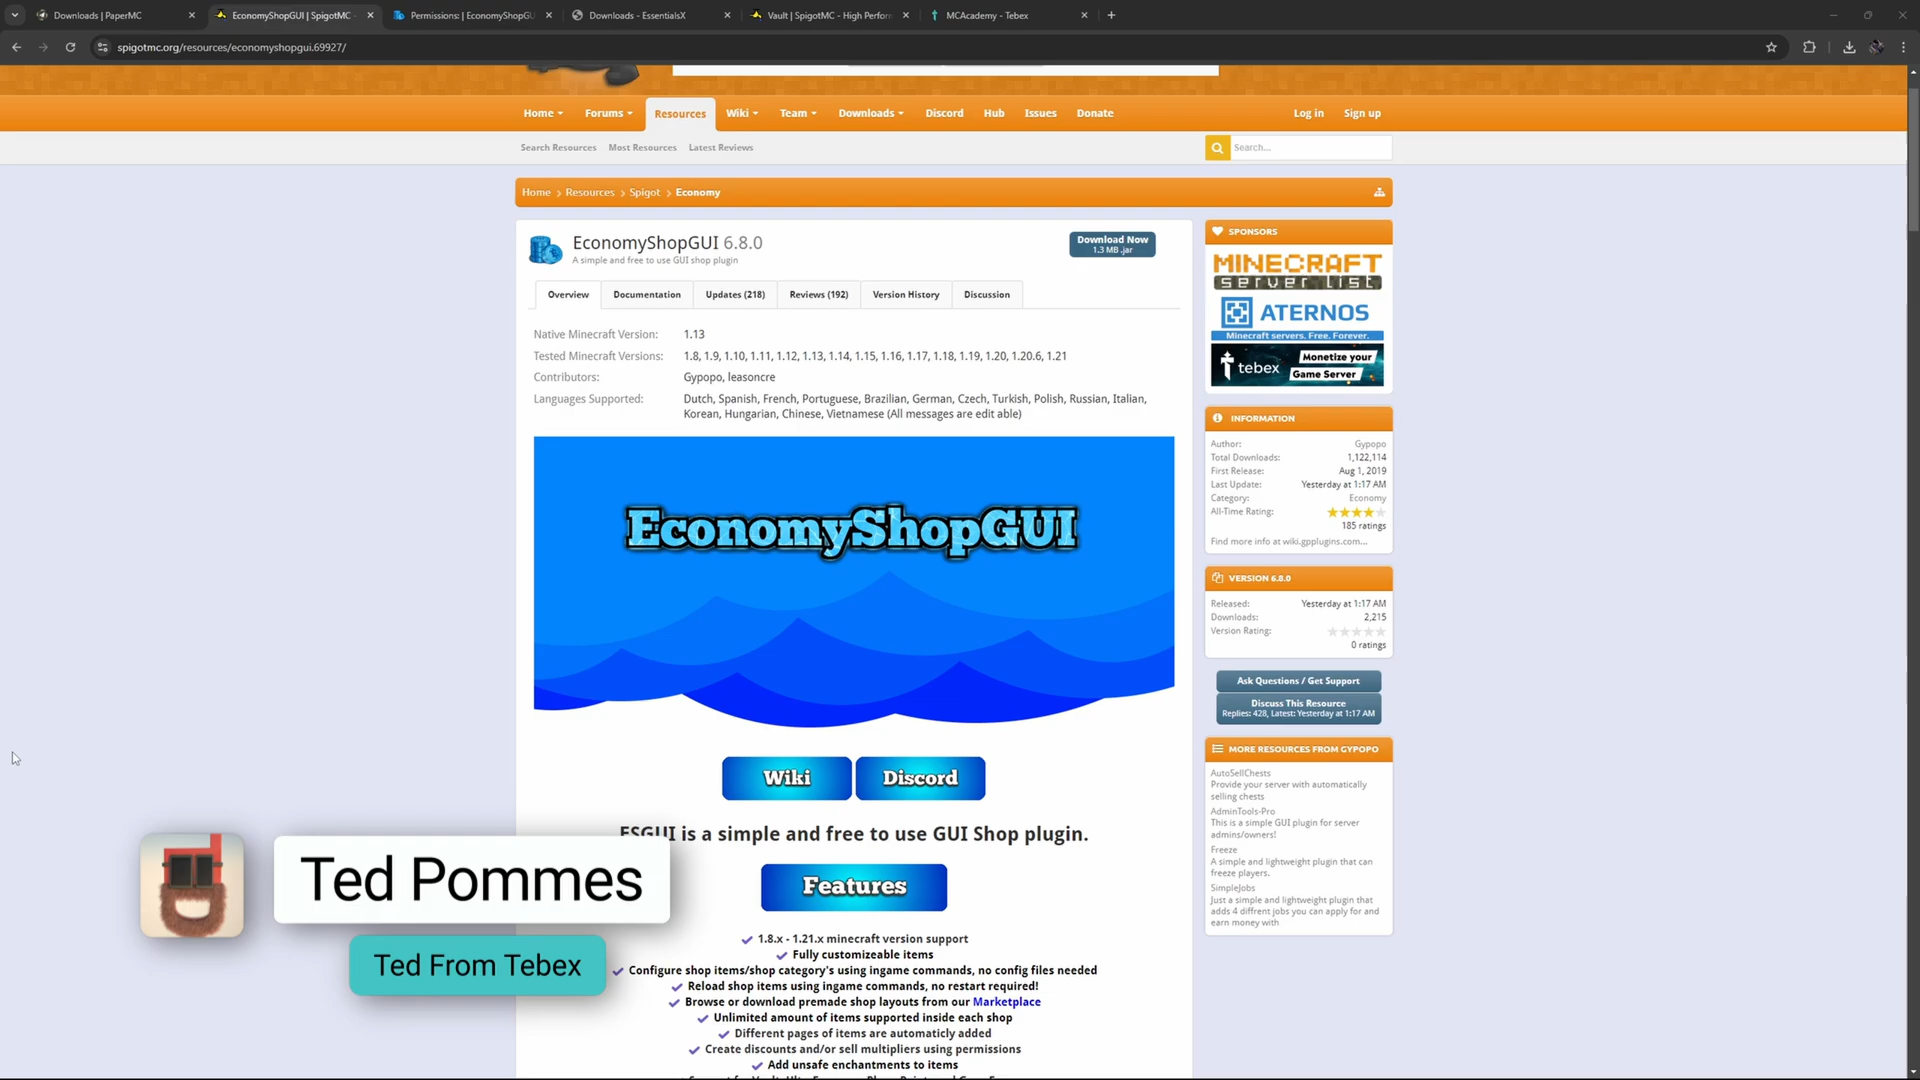 Downloads | PaperMC
EconomyShopGUI | SpigotMC -
Permissions: | EconomyShopGU
Downloads - EssentialsX
Vault | SpigotMC - High Perform
MCAcademy - Tebex
spigotmc.org/resources/economyshopgui.69927/
Home
Forums
Resources
Wiki
Team
Downloads
Discord
Hub
Issues
Donate
Log in
Sign up
Search Resources
Most Resources
Latest Reviews
Search...
Home > Resources > Spigot > Economy
EconomyShopGUI 6.8.0
A simple and free to use GUI shop plugin
Download Now
1.3 MB .jar
Overview
Documentation
Updates (218)
Reviews (192)
Version History
Discussion
Native Minecraft Version: 1.13
Tested Minecraft Versions: 1.8, 1.9, 1.10, 1.11, 1.12, 1.13, 1.14, 1.15, 1.16, 1.17, 1.18, 1.19, 1.20, 1.20.6, 1.21
Contributors: Gypopo, leasoncre
Languages Supported: Dutch, Spanish, French, Portuguese, Brazilian, German, Czech, Turkish, Polish, Russian, Italian,
Korean, Hungarian, Chinese, Vietnamese (All messages are edit able)
EconomyShopGUI
Wiki
Discord
ESGUI is a simple and free to use GUI Shop plugin.
Features
1.8.x - 1.21.x minecraft version support
Fully customizeable items
Configure shop items/shop category's using ingame commands, no config files needed
Reload shop items using ingame commands, no restart required!
Browse or download premade shop layouts from our Marketplace
Unlimited amount of items supported inside each shop
Different pages of items are automaticly added
Create discounts and/or sell multipliers using permissions
Add unsafe enchantments to items
SPONSORS
MINECRAFT
server list
ATERNOS
Minecraft servers. Free. Forever.
tebex
Monetize your
Game Server
INFORMATION
Author: Gypopo
Total Downloads: 1,122,114
First Release: Aug 1, 2019
Last Update: Yesterday at 1:17 AM
Category: Economy
All-Time Rating:
185 ratings
Find more info at wiki.gpplugins.com...
VERSION 6.8.0
Released: Yesterday at 1:17 AM
Downloads: 2,215
Version Rating:
0 ratings
Ask Questions / Get Support
Discuss This Resource
Replies: 428, Latest: Yesterday at 1:17 AM
MORE RESOURCES FROM GYPOPO
AutoSellChests
Provide your server with automatically
selling chests
AdminTools-Pro
This is a simple GUI plugin for server
admins/owners!
Freeze
A simple and lightweight plugin that can
freeze players.
SimpleJobs
Just a simple and lightweight plugin that
adds 4 diffrent jobs you can apply for and
earn money with
Ted Pommes
Ted From Tebex